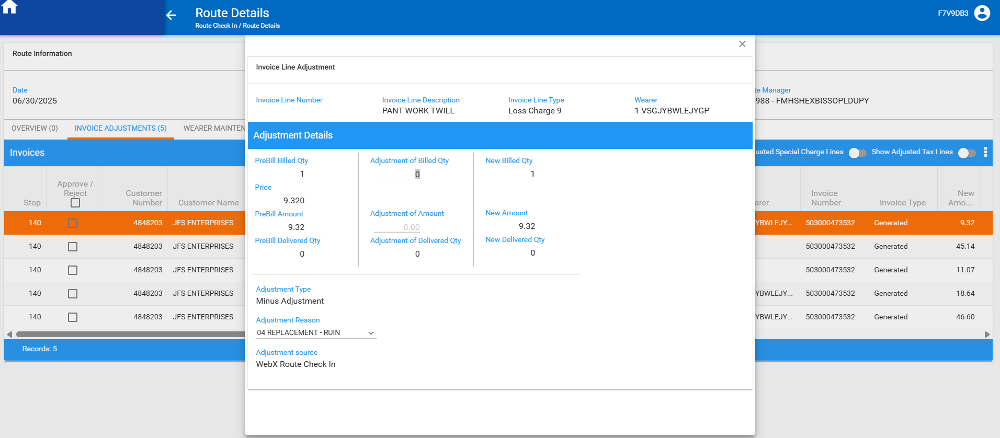 Route Details
Route Check In / Route Details
F7V9DB3
Route Information
Date
06/30/2025
te Manager
988 - FMHSHEXBISSOPLDUPY
OVERVIEW (0)
INVOICE ADJUSTMENTS (5)
WEARER MAINTEN
Invoices
usted Special Charge Lines
Show Adjusted Tax Lines
Stop
Approve / Reject
Customer Number
Customer Name
arer
Invoice Number
Invoice Type
New Amo...
140 4848203 JFS ENTERPRISES YBWLEJY... 503000473532 Generated 9.32
140 4848203 JFS ENTERPRISES 503000473532 Generated 45.14
140 4848203 JFS ENTERPRISES 503000473532 Generated 11.07
140 4848203 JFS ENTERPRISES YBWLEJY... 503000473532 Generated 18.64
140 4848203 JFS ENTERPRISES YBWLEJY... 503000473532 Generated 46.60
Records: 5
Invoice Line Adjustment
Invoice Line Number
Invoice Line Description
PANT WORK TWILL
Invoice Line Type
Loss Charge 9
Wearer
1 VSGJYBWLEJYGP
Adjustment Details
PreBill Billed Qty
1
Price
9.320
PreBill Amount
9.32
PreBill Delivered Qty
0
Adjustment of Billed Qty
0
Adjustment of Amount
0.00
Adjustment of Delivered Qty
0
New Billed Qty
1
New Amount
9.32
New Delivered Qty
0
Adjustment Type
Minus Adjustment
Adjustment Reason
04 REPLACEMENT - RUIN
Adjustment source
WebX Route Check In